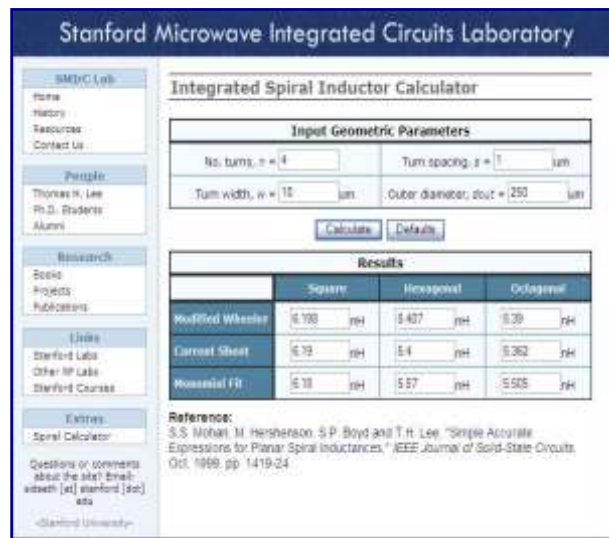 Stanford Microwave Integrated Circuits Laboratory
SMIrC Lab
Home
History
Resources
Contact Us
People
Thomas H. Lee
Ph.D. Students
Alumni
Research
Books
Projects
Publications
Links
Stanford Labs
Other RF Labs
Stanford Courses
Extras
Spiral Calculator
Questions or comments
about the site? Email:
[at] stanford [dot]
edu
-Stanford University-
Integrated Spiral Inductor Calculator
Input Geometric Parameters
No. turns, n = 4 Turn spacing, s = 1 um
Turn width, w = 10 um Outer diameter, dout = 250 um
Calculate Defaults
Results
Square Hexagonal Octagonal
Modified Wheeler 6.198 nH 5.407 nH 5.39 nH
Current Sheet 6.19 nH 5.4 nH 5.362 nH
Monomial Fit 6.18 nH 5.57 nH 5.505 nH
Reference:
S.S. Mohan, M. Hershenson, S.P. Boyd and T.H. Lee, "Simple Accurate
Expressions for Planar Spiral Inductances," IEEE Journal of Solid-State Circuits,
Oct. 1999, pp. 1419-24.